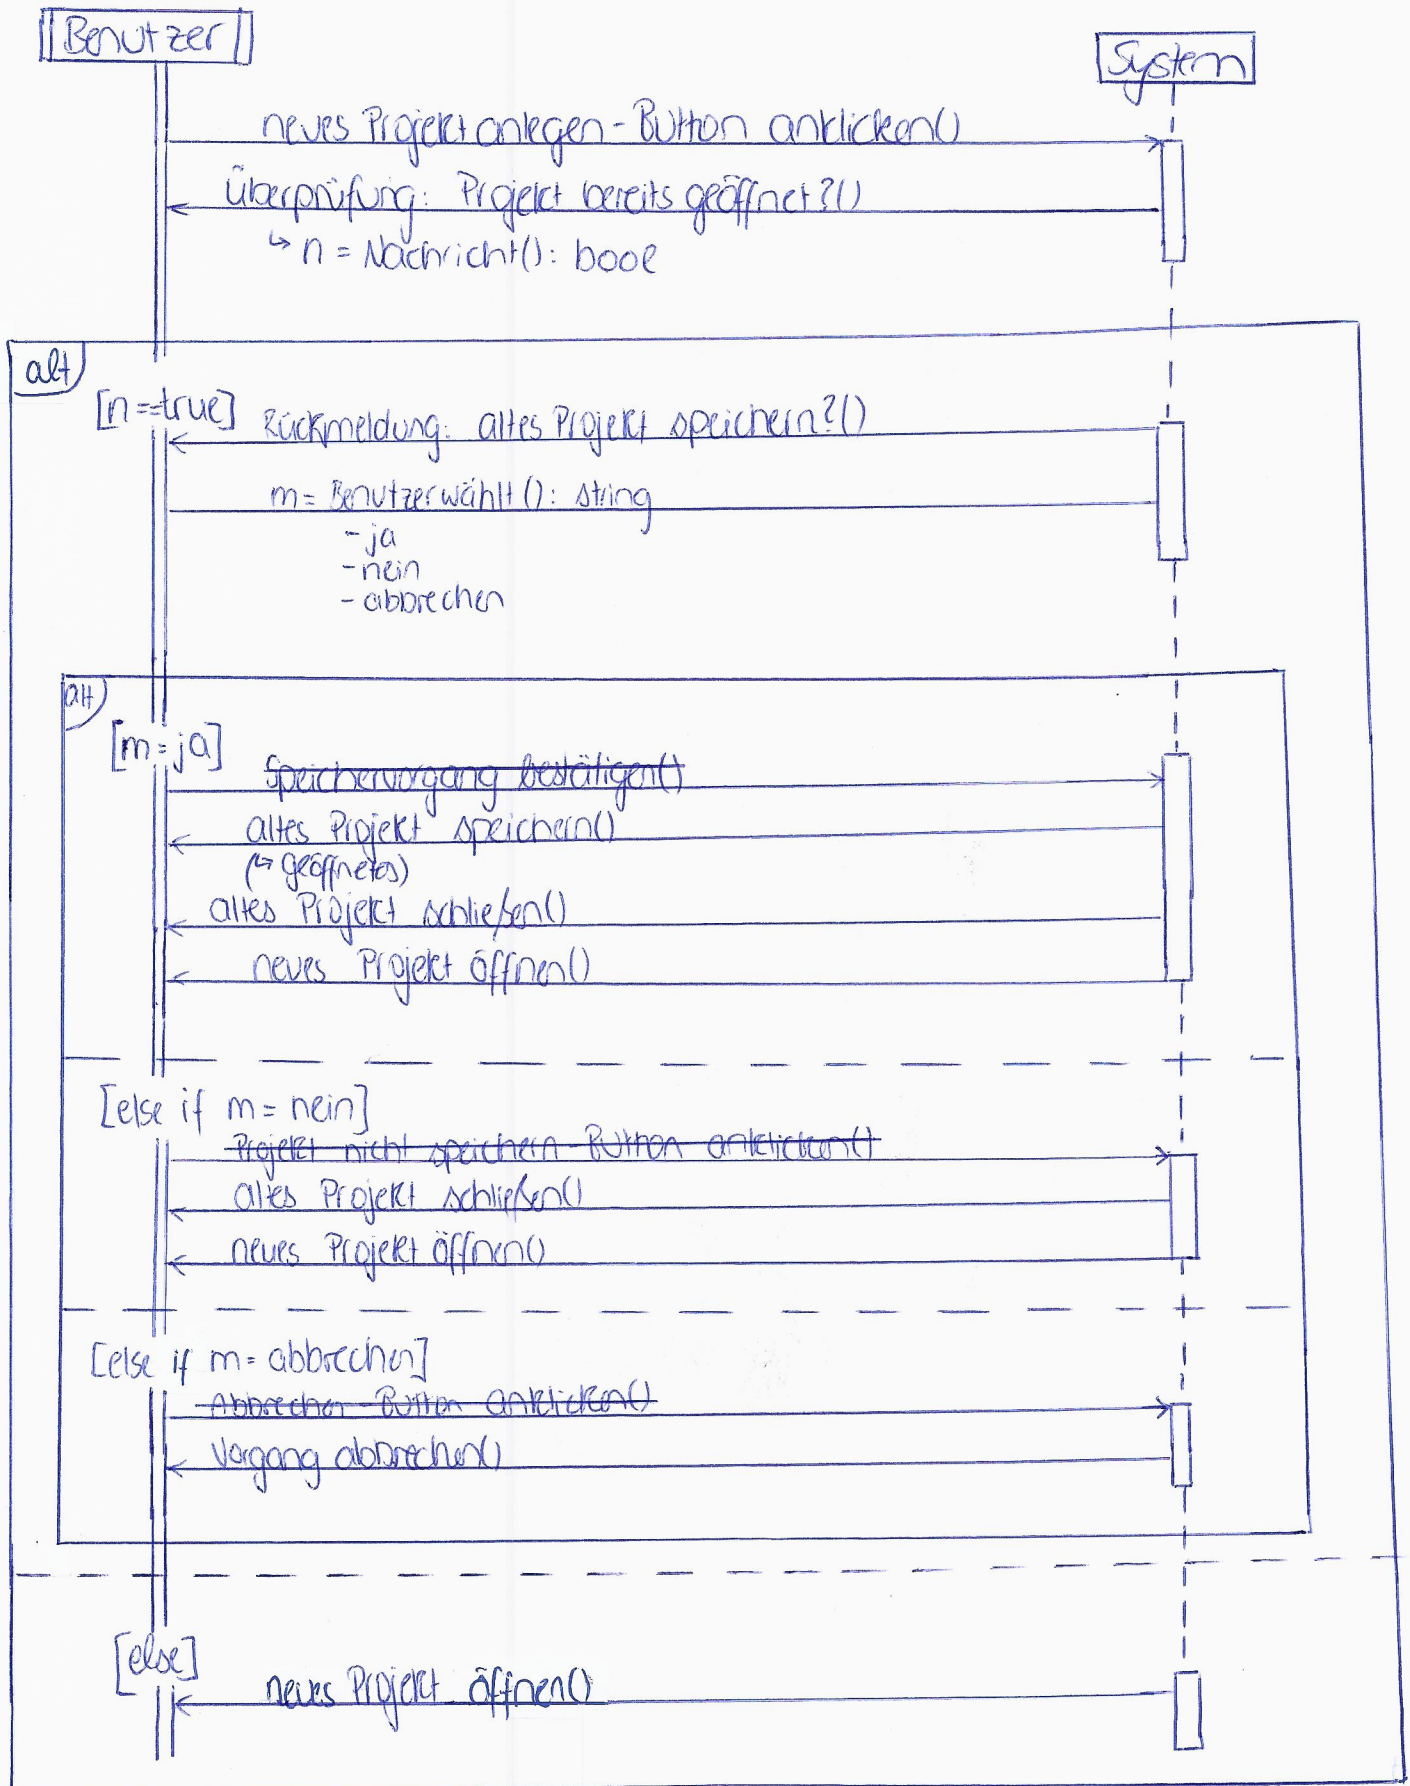 Benutzer
System
neues Projekt anlegen-Button anklicken()
Überprüfung: Projekt bereits geöffnet?()
↳ n = Nachricht(): bool
alt
[n==true]
Rückmeldung: altes Projekt speichern?()
m= Benutzer wählt(): string
-ja
-nein
-abbrechen
alt
[m=ja]
Speichervorgang bestätigen()
altes Projekt speichern()
(↳ geöffnetes)
altes Projekt schließen()
neues Projekt öffnen()
[else if m= nein]
Projekt nicht speichern-Button anklicken()
altes Projekt schließen()
neues Projekt öffnen()
[else if m= abbrechen]
Abbrechen-Button anklicken()
Vorgang abbrechen()
[else]
neues Projekt öffnen()